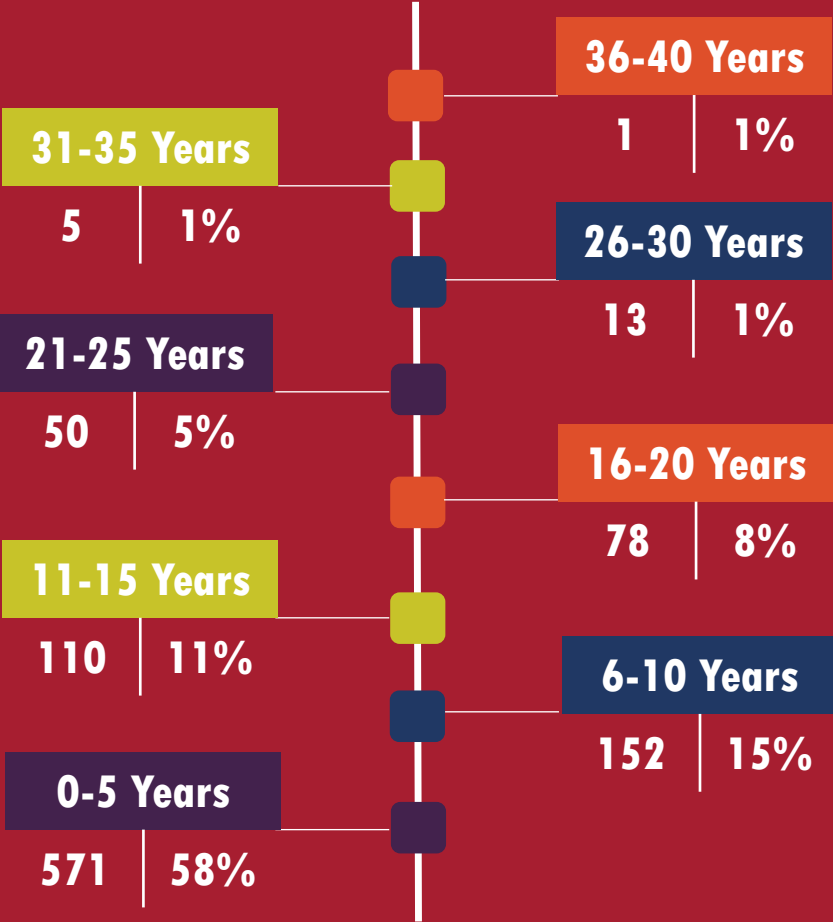 36-40 Years
1 1%
31-35 Years
5 1%
26-30 Years
13 1%
21-25 Years
50 5%
16-20 Years
78 8%
11-15 Years
110 11%
6-10 Years
152 15%
0-5 Years
571 58%